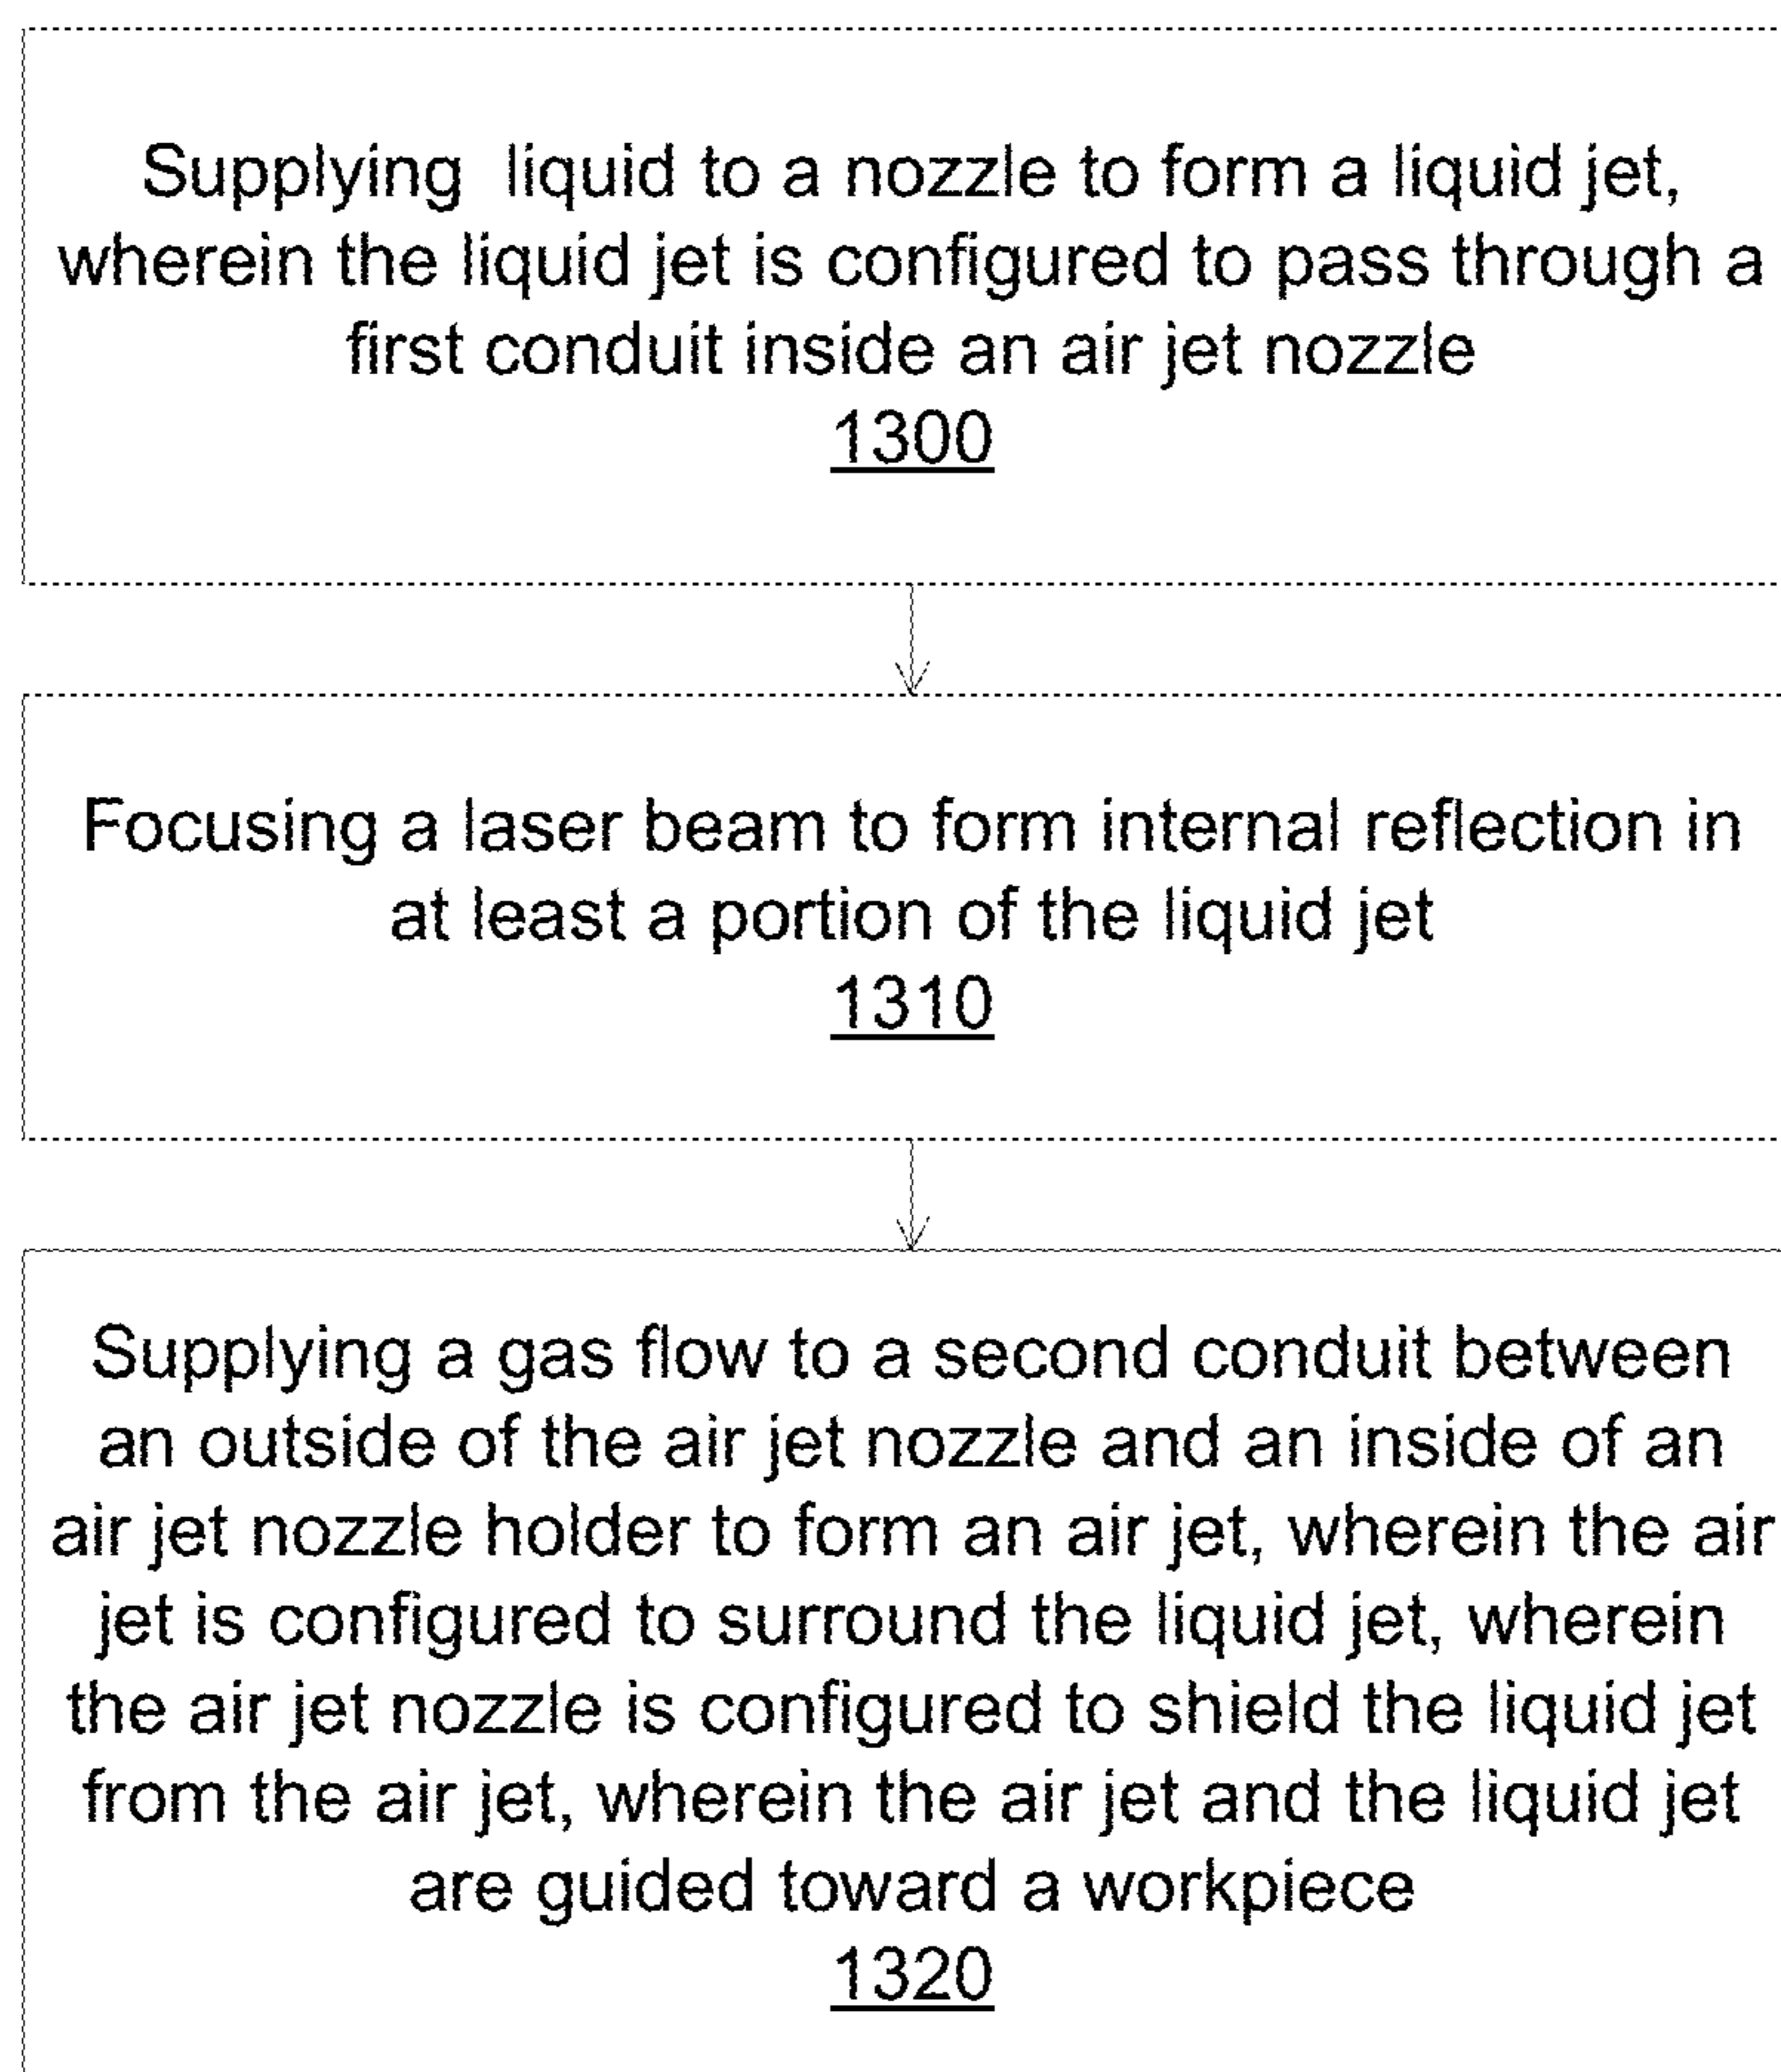 Supplying  liquid to a nozzle to form a liquid jet,
wherein the liquid jet is configured to pass through a
first conduit inside an air jet nozzle
1300
Focusing a laser beam to form internal reflection in
at least a portion of the liquid jet
1310
Supplying a gas flow to a second conduit between
an outside of the air jet nozzle and an inside of an
air jet nozzle holder to form an air jet, wherein the air
jet is configured to surround the liquid jet, wherein
the air jet nozzle is configured to shield the liquid jet
from the air jet, wherein the air jet and the liquid jet
are guided toward a workpiece
1320